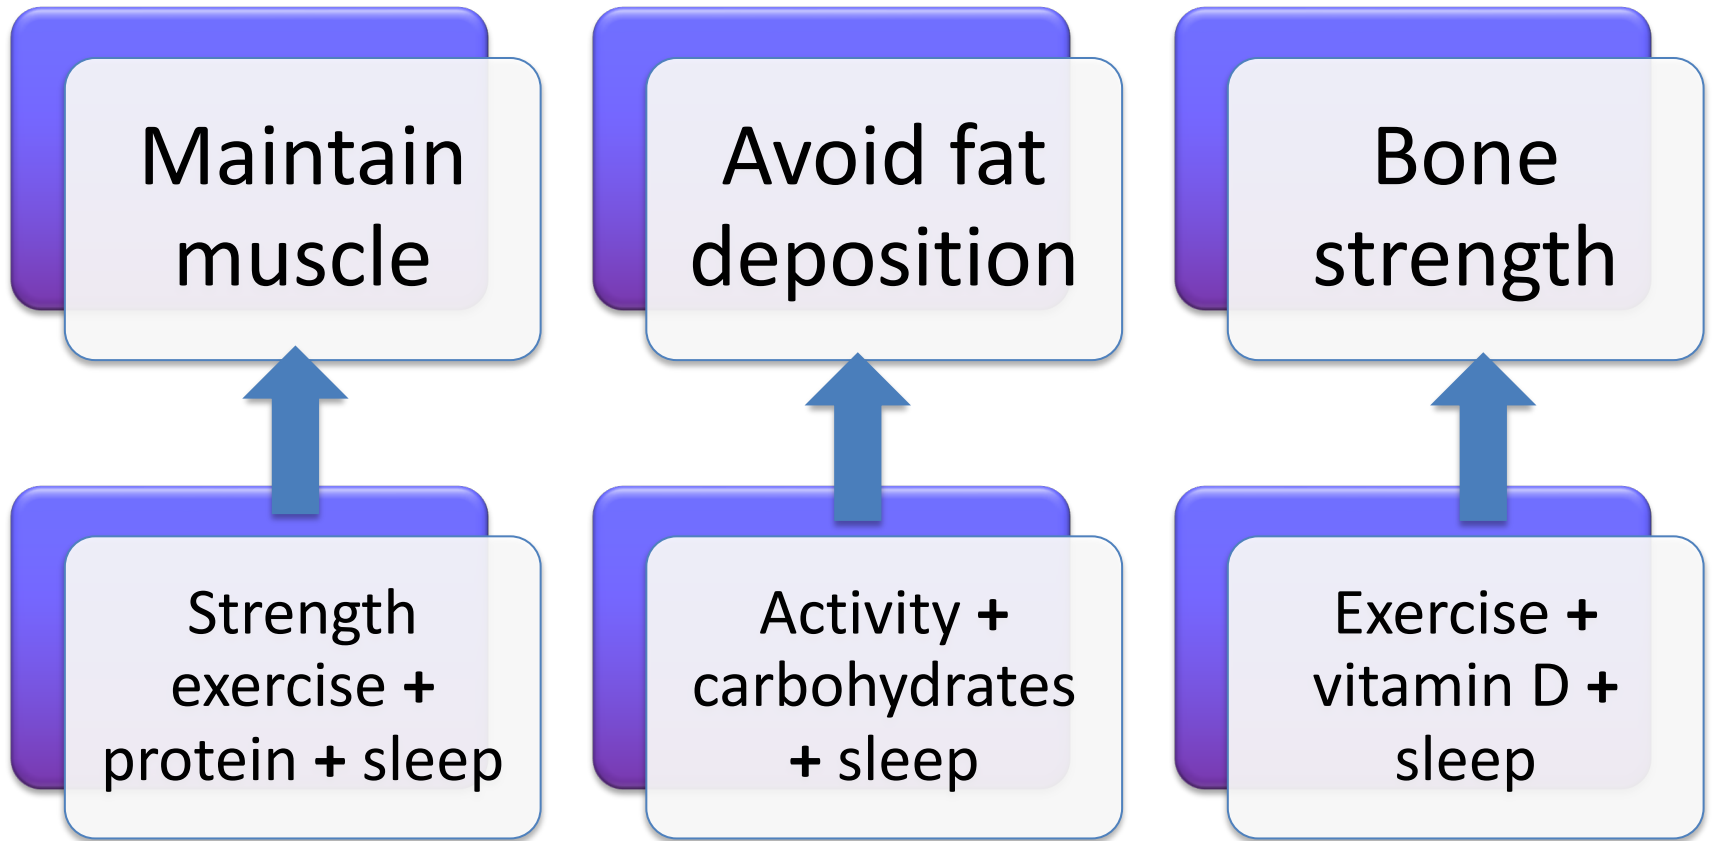 Maintain
muscle
Avoid fat
deposition
Bone
strength
Strength
exercise +
protein + sleep
Activity +
carbohydrates
+ sleep
Exercise +
vitamin D +
sleep